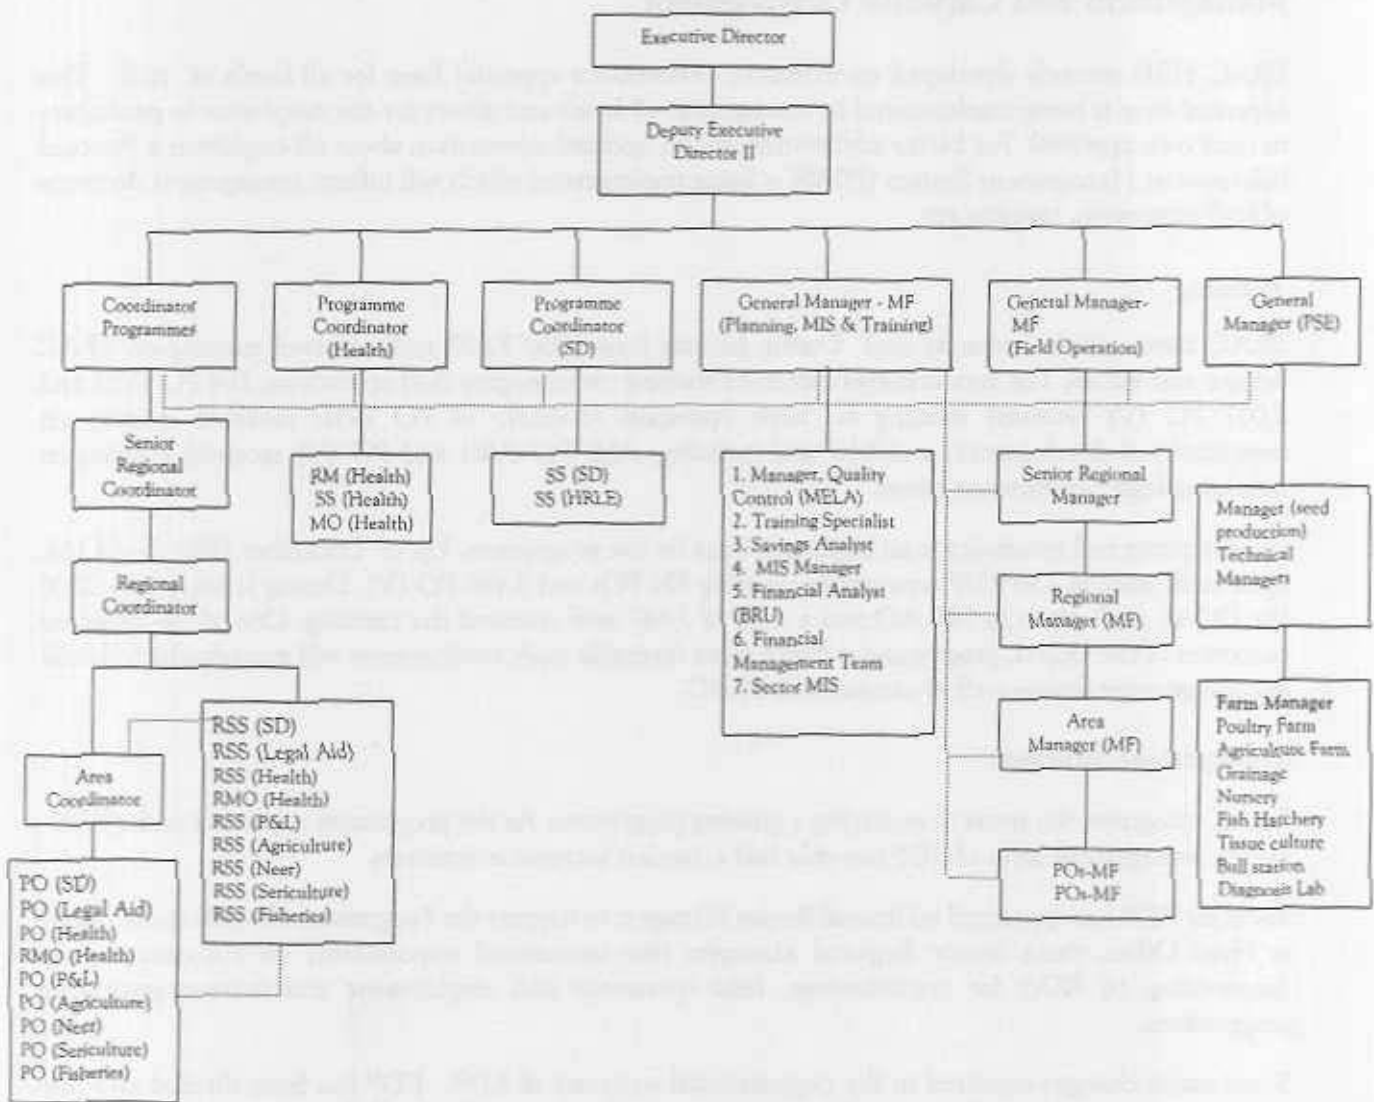 Executive Director
Deputy Executive
Director II
Coordinator
Programmes
Programme
Coordinator
(Health)
Programme
Coordinator
(SD)
General Manager - MF
(Planning, MIS & Training)
General Manager-
MF
(Field Operation)
General
Manager (PSE)
Senior
Regional
Coordinator
RM (Health)
SS (Health)
MO (Health)
SS (SD)
SS (HRLE)
1. Manager, Quality
Control (MELA)
2. Training Specialist
3. Savings Analyst
4. MIS Manager
5. Financial Analyst
(BRU)
6. Financial
Management Team
7. Sector MIS
Senior Regional
Manager
Manager (seed
production)
Technical
Managers
Regional
Coordinator
Regional
Manager (MF)
Area
Coordinator
RSS (SD)
RSS (Legal Aid)
RSS (Health)
RMO (Health)
RSS (P&L)
RSS (Agriculture)
RSS (Neer)
RSS (Sericulture)
RSS (Fisheries)
Area
Manager (MF)
Farm Manager
Poultry Farm
Agriculture Farm
Grainage
Nursery
Fish Hatchery
Tissue culture
Bull station
Diagnosis Lab
PO (SD)
PO (Legal Aid)
PO (Health)
RMO (Health)
PO (P&L)
PO (Agriculture)
PO (Neer)
PO (Sericulture)
PO (Fisheries)
POs-MF
POs-MF